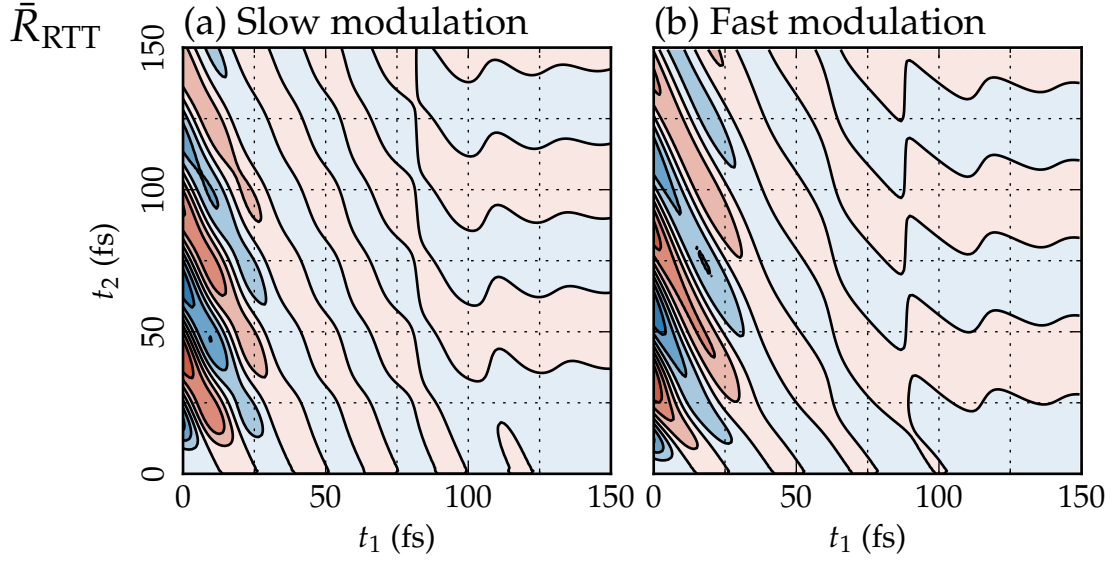 R̄RTT
(a) Slow modulation
(b) Fast modulation
150
100
50
0
t2 (fs)
0 50 100 150
0 50 100 150
t1 (fs)
t1 (fs)